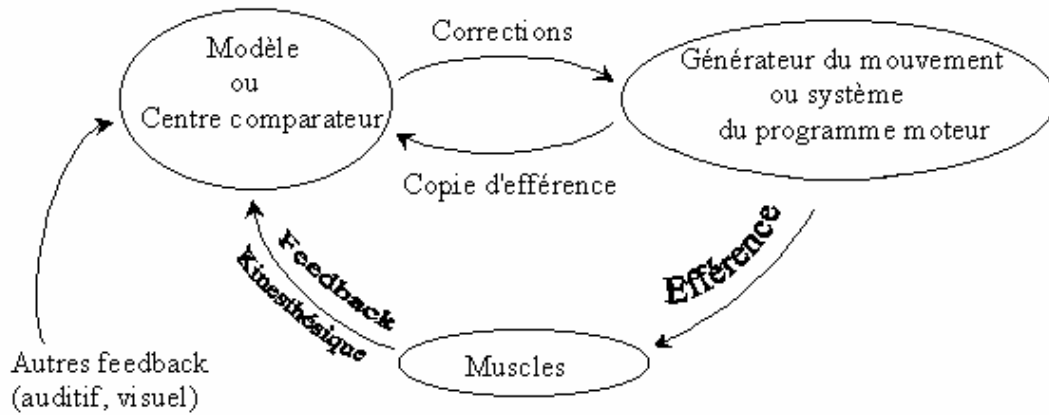 Modèle
ou
Centre comparateur
Corrections
Générateur du mouvement
ou système
du programme moteur
Copie d'efférence
Efférence
Feedback
Kinesthésique
Muscles
Autres feedback
(auditif, visuel)